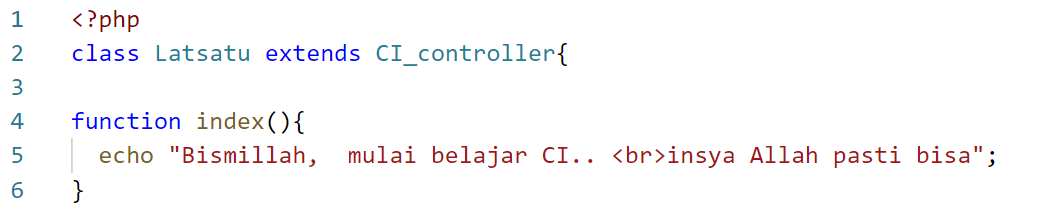 1 <?php
2 class Latsatu extends CI_controller{
3
4 function index(){
5 echo "Bismillah,  mulai belajar CI.. <br>insya Allah pasti bisa";
6 }